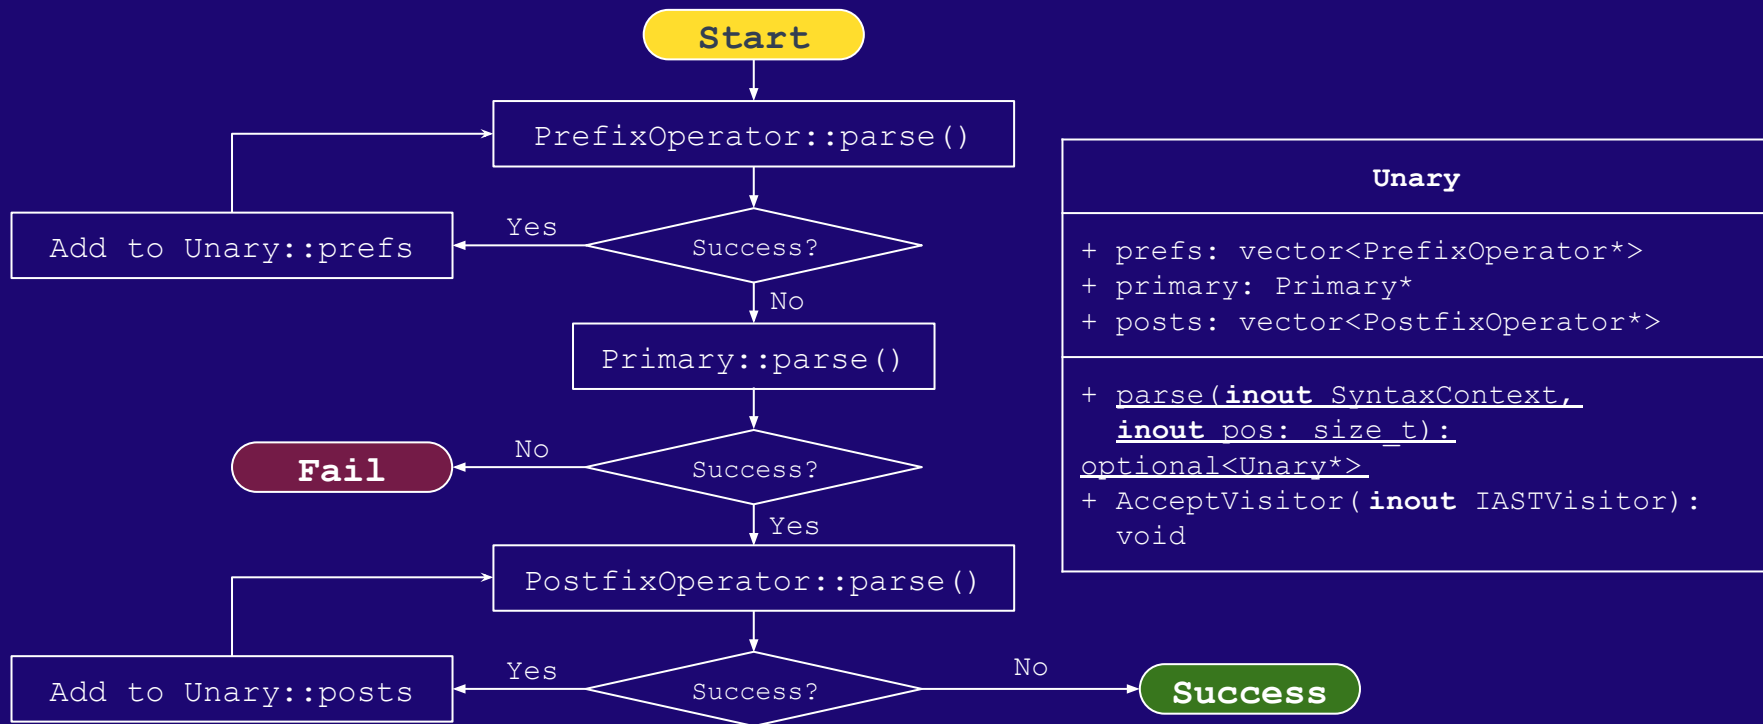 Start
PrefixOperator::parse()
Yes
Success?
Add to Unary::prefs
No
Primary::parse()
No
Success?
Fail
Yes
PostfixOperator::parse()
Yes
Success?
No
Add to Unary::posts
Success
Unary
+ prefs: vector<PrefixOperator*>
+ primary: Primary*
+ posts: vector<PostfixOperator*>
+ parse(inout SyntaxContext,
inout pos: size_t):
optional<Unary*>
+ AcceptVisitor(inout IASTVisitor):
void